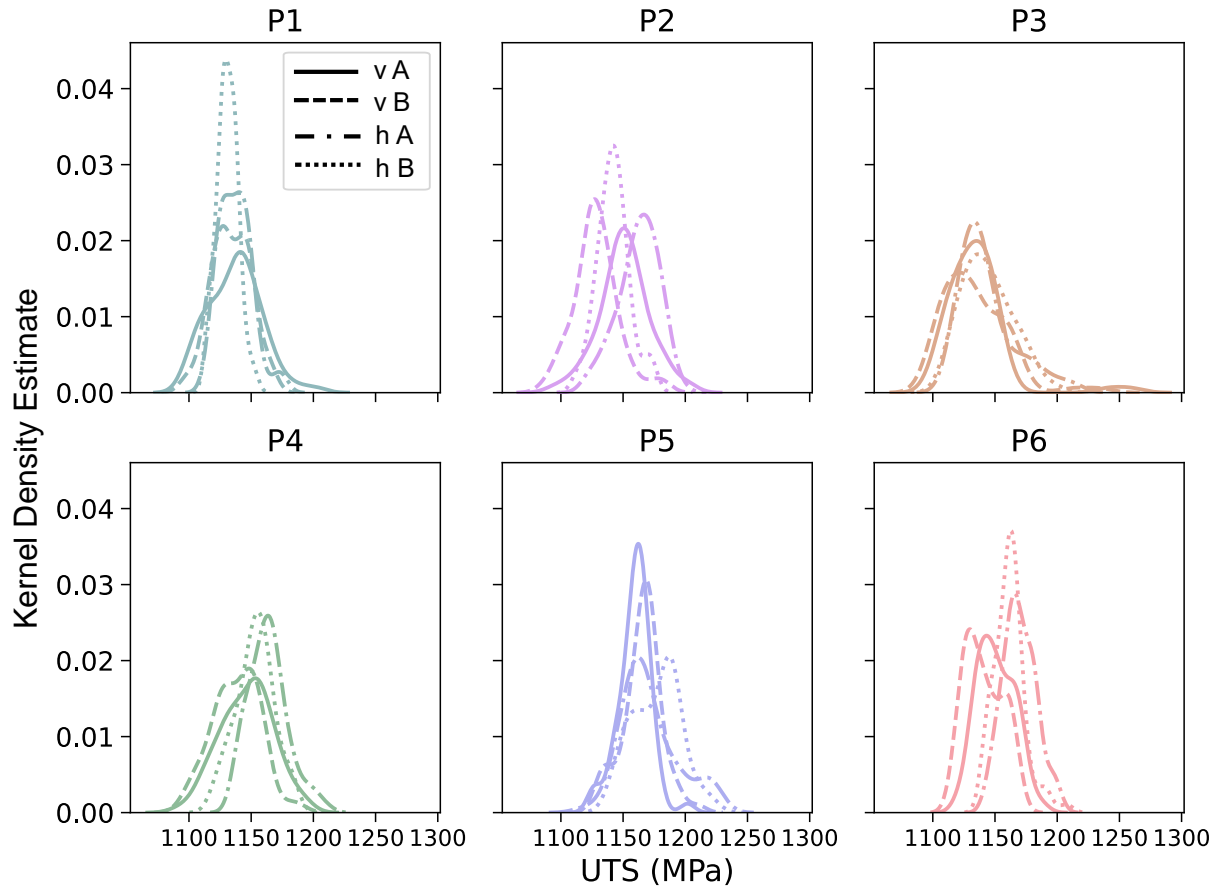 P1 P2 P3
0.04
0.03
0.02
0.01
0.00
v A
v B
h A
h B
Kernel Density Estimate
P4 P5 P6
0.04
0.03
0.02
0.01
0.00
1100 1150 1200 1250 1300 1100 1150 1200 1250 1300 1100 1150 1200 1250 1300
UTS (MPa)